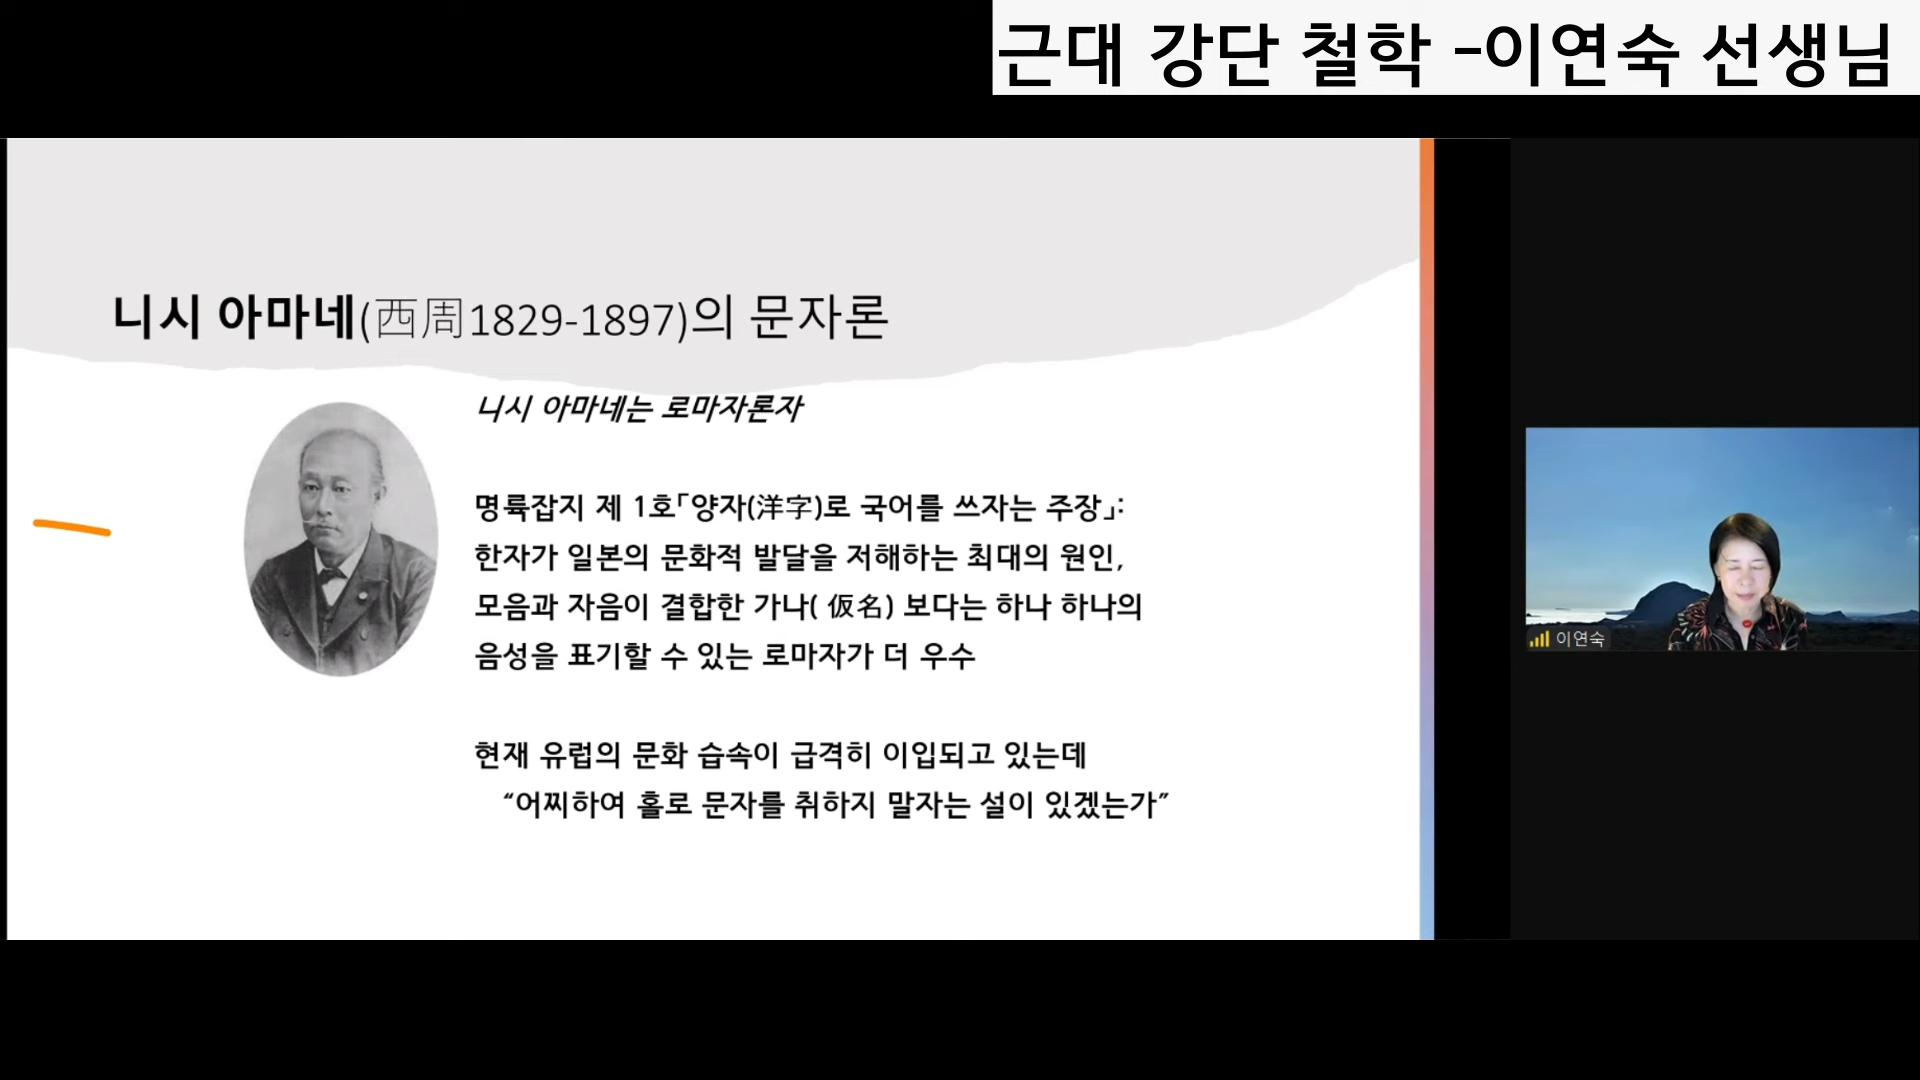 근대 강단 철학 -이연숙 선생님
니시 아마네(西周1829-1897)의 문자론
니시 아마네는 로마자론자
명륙잡지 제 1호「양자(洋字)로 국어를 쓰자는 주장」:
한자가 일본의 문화적 발달을 저해하는 최대의 원인,
모음과 자음이 결합한 가나( 仮名) 보다는 하나 하나의
음성을 표기할 수 있는 로마자가 더 우수
현재 유럽의 문화 습속이 급격히 이입되고 있는데
“어찌하여 홀로 문자를 취하지 말자는 설이 있겠는가”
이연숙